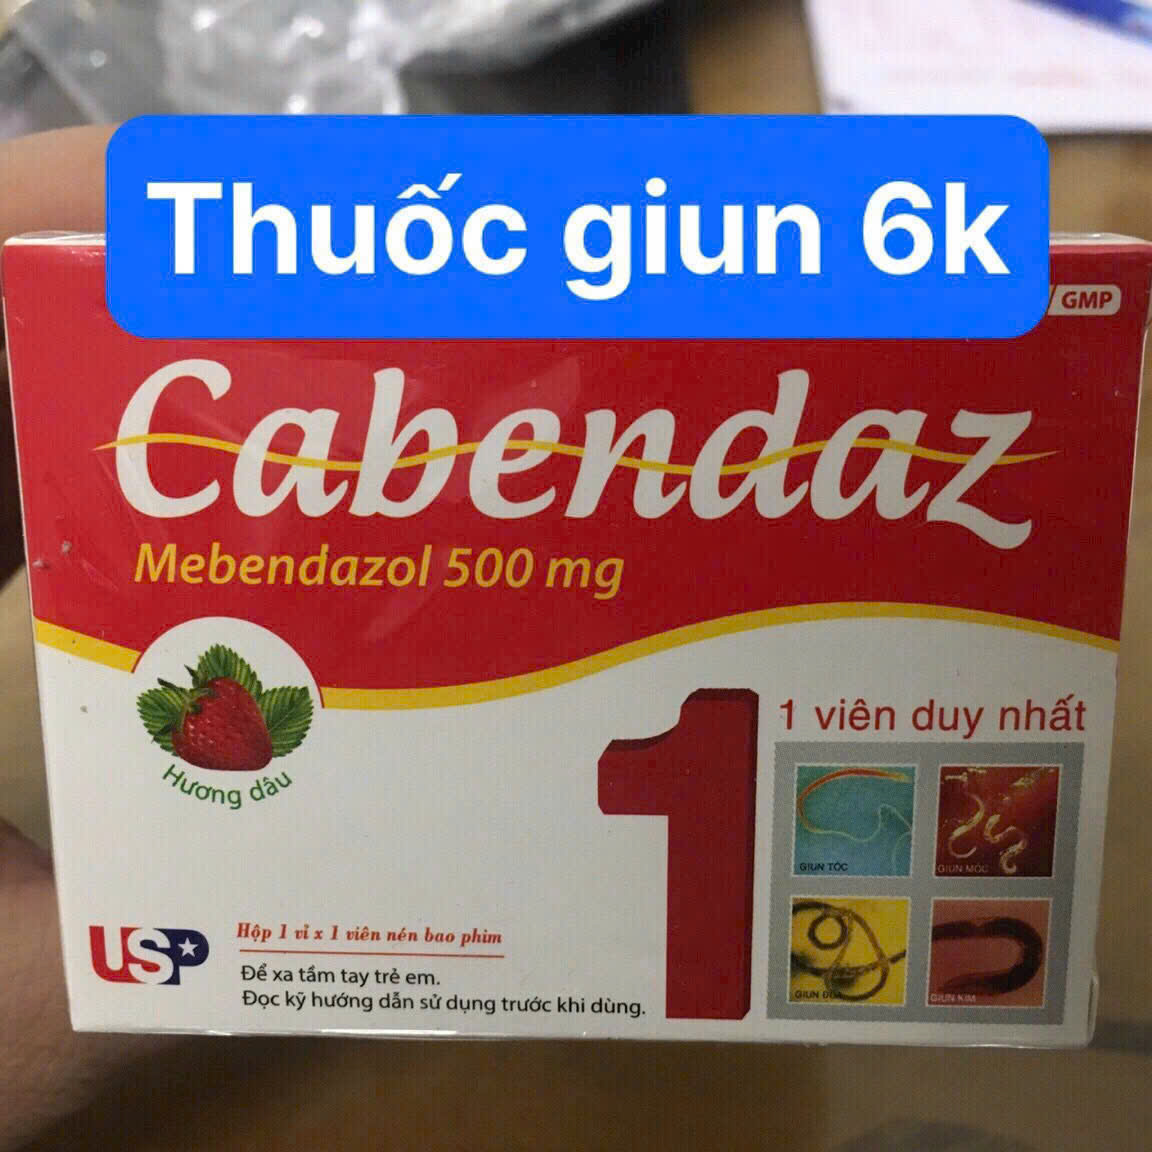 Thuốc giun 6k
GMP
Cabendaz
Mebendazol 500 mg
Hương dâu
1 viên duy nhất
1
GIUN TÓC
GIUN MÓC
GIUN ĐŨA
GIUN KIM
USP
Hộp 1 vỉ x 1 viên nén bao phim
Để xa tầm tay trẻ em.
Đọc kỹ hướng dẫn sử dụng trước khi dùng.